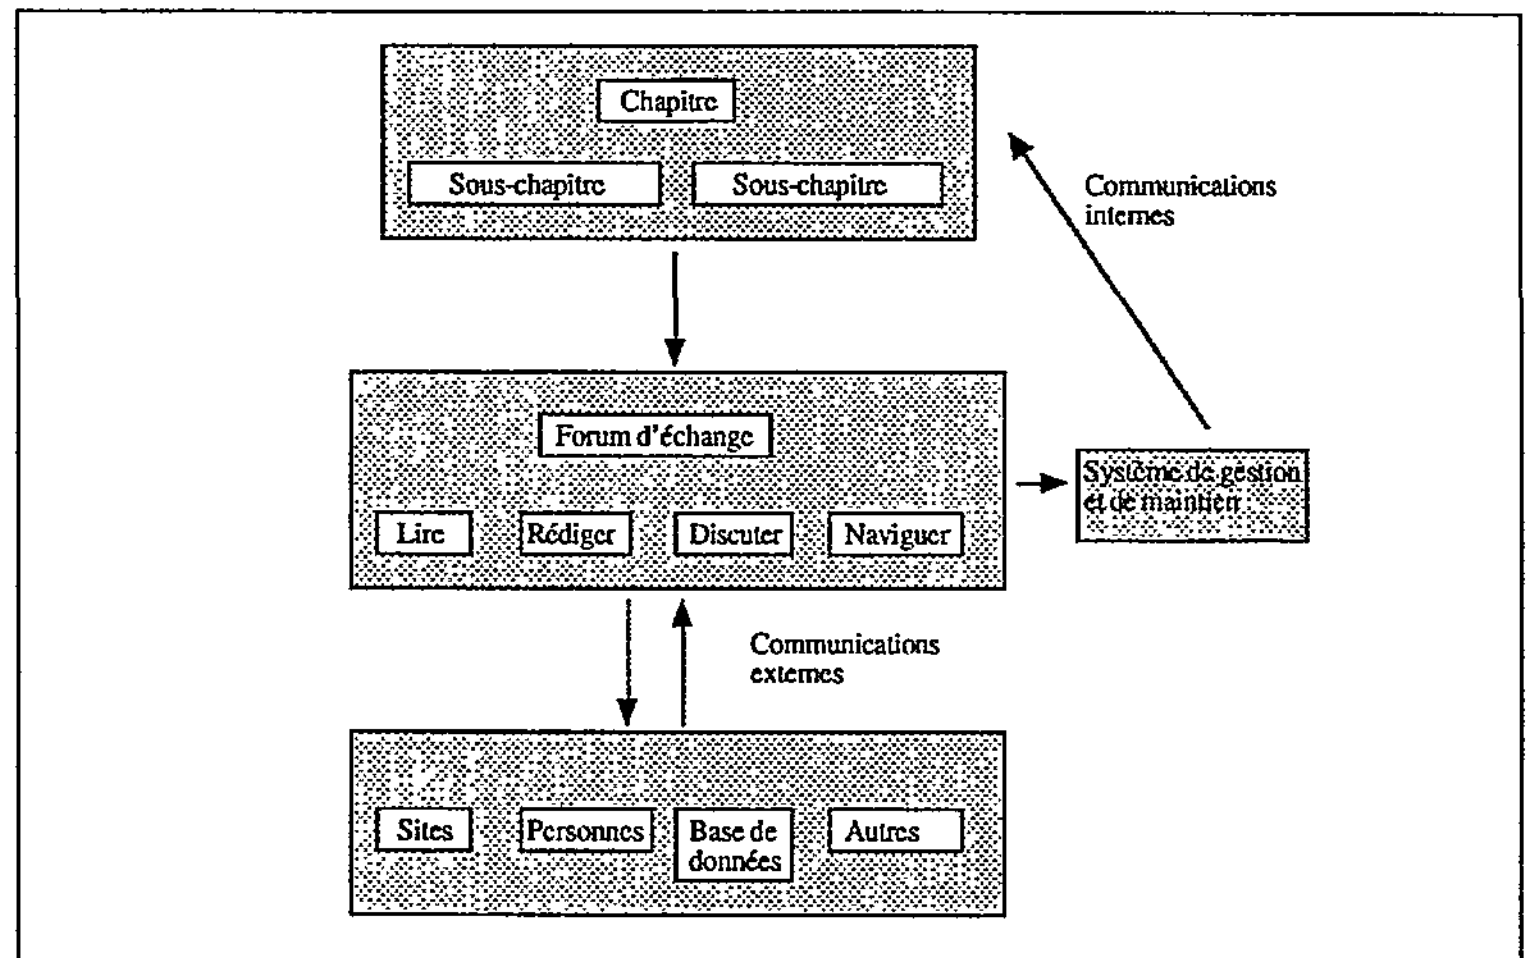 Chapitre
Sous-chapitre
Sous-chapitre
Communications
internes
Forum d'échange
Lire
Rédiger
Discuter
Naviguer
Système de gestion
et de maintien
Communications
externes
Sites
Personnes
Base de
données
Autres